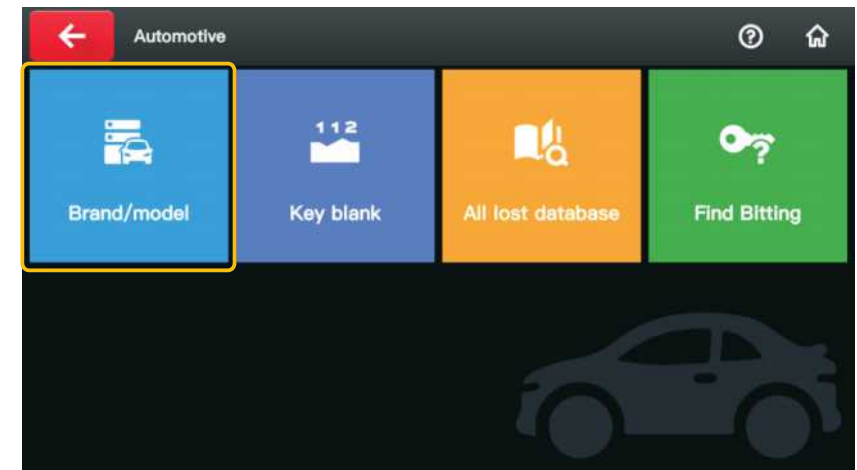 Automotive
112
Brand/model
Key blank
All lost database
Find Bitting